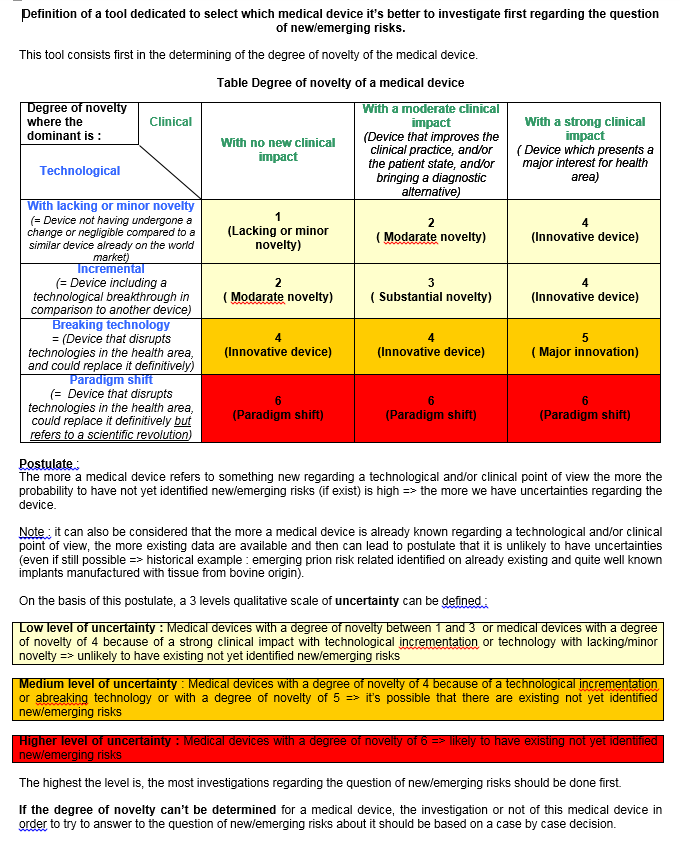 Definition of a tool dedicated to select which medical device it's better to investigate first regarding the question
of new/emerging risks.
This tool consists first in the determining of the degree of novelty of the medical device.
Table Degree of novelty of a medical device
Degree of novelty
where the
dominant is :
Clinical
Technological
With no new clinical
impact
With a moderate clinical
impact
(Device that improves the
clinical practice, and/or
the patient state, and/or
bringing a diagnostic
alternative)
With a strong clinical
impact
( Device which presents a
major interest for health
area)
With lacking or minor novelty
(= Device not having undergone a
change or negligible compared to a
similar device already on the world
market)
1
(Lacking or minor
novelty)
2
( Modarate novelty)
4
(Innovative device)
Incremental
(= Device including a
technological breakthrough in
comparison to another device)
2
( Modarate novelty)
3
( Substantial novelty)
4
(Innovative device)
Breaking technology
= (Device that disrupts
technologies in the health area,
and could replace it definitively)
4
(Innovative device)
4
(Innovative device)
5
( Major innovation)
Paradigm shift
(= Device that disrupts
technologies in the health area,
could replace it definitively but
refers to a scientific revolution)
6
(Paradigm shift)
6
(Paradigm shift)
6
(Paradigm shift)
Postulate :
The more a medical device refers to something new regarding a technological and/or clinical point of view the more the
probability to have not yet identified new/emerging risks (if exist) is high => the more we have uncertainties regarding the
device.
Note : it can also be considered that the more a medical device is already known regarding a technological and/or clinical
point of view, the more existing data are available and then can lead to postulate that it is unlikely to have uncertainties
(even if still possible => historical example : emerging prion risk related identified on already existing and quite well known
implants manufactured with tissue from bovine origin).
On the basis of this postulate, a 3 levels qualitative scale of uncertainty can be defined :
Low level of uncertainty : Medical devices with a degree of novelty between 1 and 3 or medical devices with a degree
of novelty of 4 because of a strong clinical impact with technological incrementation or technology with lacking/minor
novelty => unlikely to have existing not yet identified new/emerging risks
Medium level of uncertainty : Medical devices with a degree of novelty of 4 because of a technological incrementation
or abreaking technology or with a degree of novelty of 5 => it's possible that there are existing not yet identified
new/emerging risks
Higher level of uncertainty : Medical devices with a degree of novelty of 6 => likely to have existing not yet identified
new/emerging risks
The highest the level is, the most investigations regarding the question of new/emerging risks should be done first.
If the degree of novelty can't be determined for a medical device, the investigation or not of this medical device in
order to try to answer to the question of new/emerging risks about it should be based on a case by case decision.